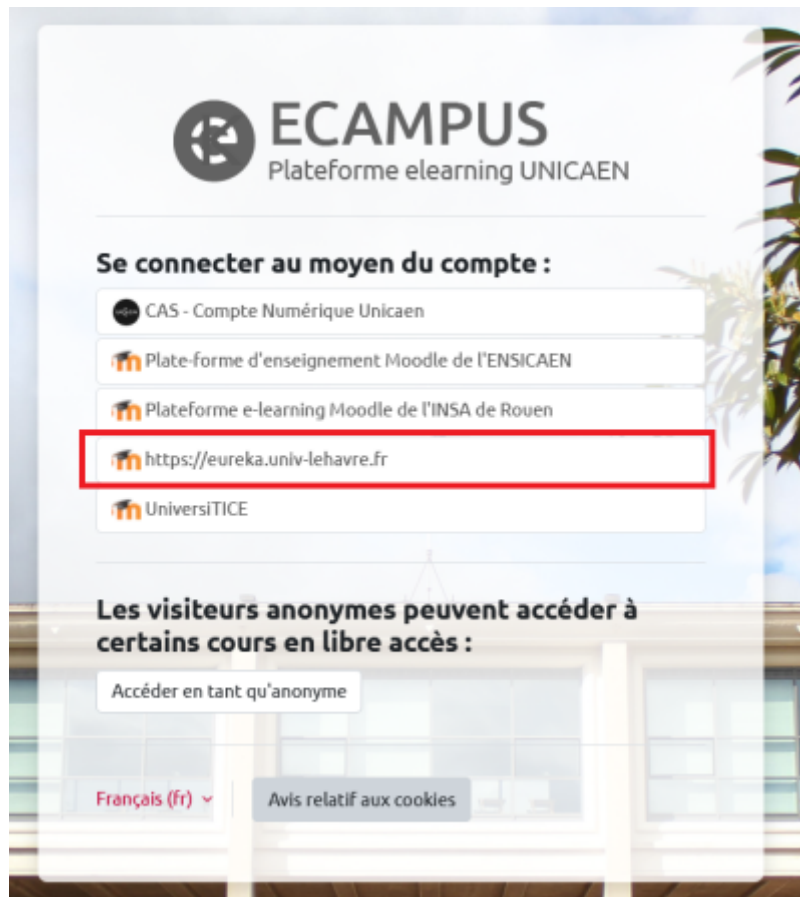 ECAMPUS
Plateforme elearning UNICAEN
Se connecter au moyen du compte :
CAS - Compte Numérique Unicaen
Plate-forme d'enseignement Moodle de l'ENSICAEN
Plateforme e-learning Moodle de l'INSA de Rouen
https://eureka.univ-lehavre.fr
UniversiTICE
Les visiteurs anonymes peuvent accéder à
certains cours en libre accès :
Accéder en tant qu'anonyme
Français (fr)
Avis relatif aux cookies